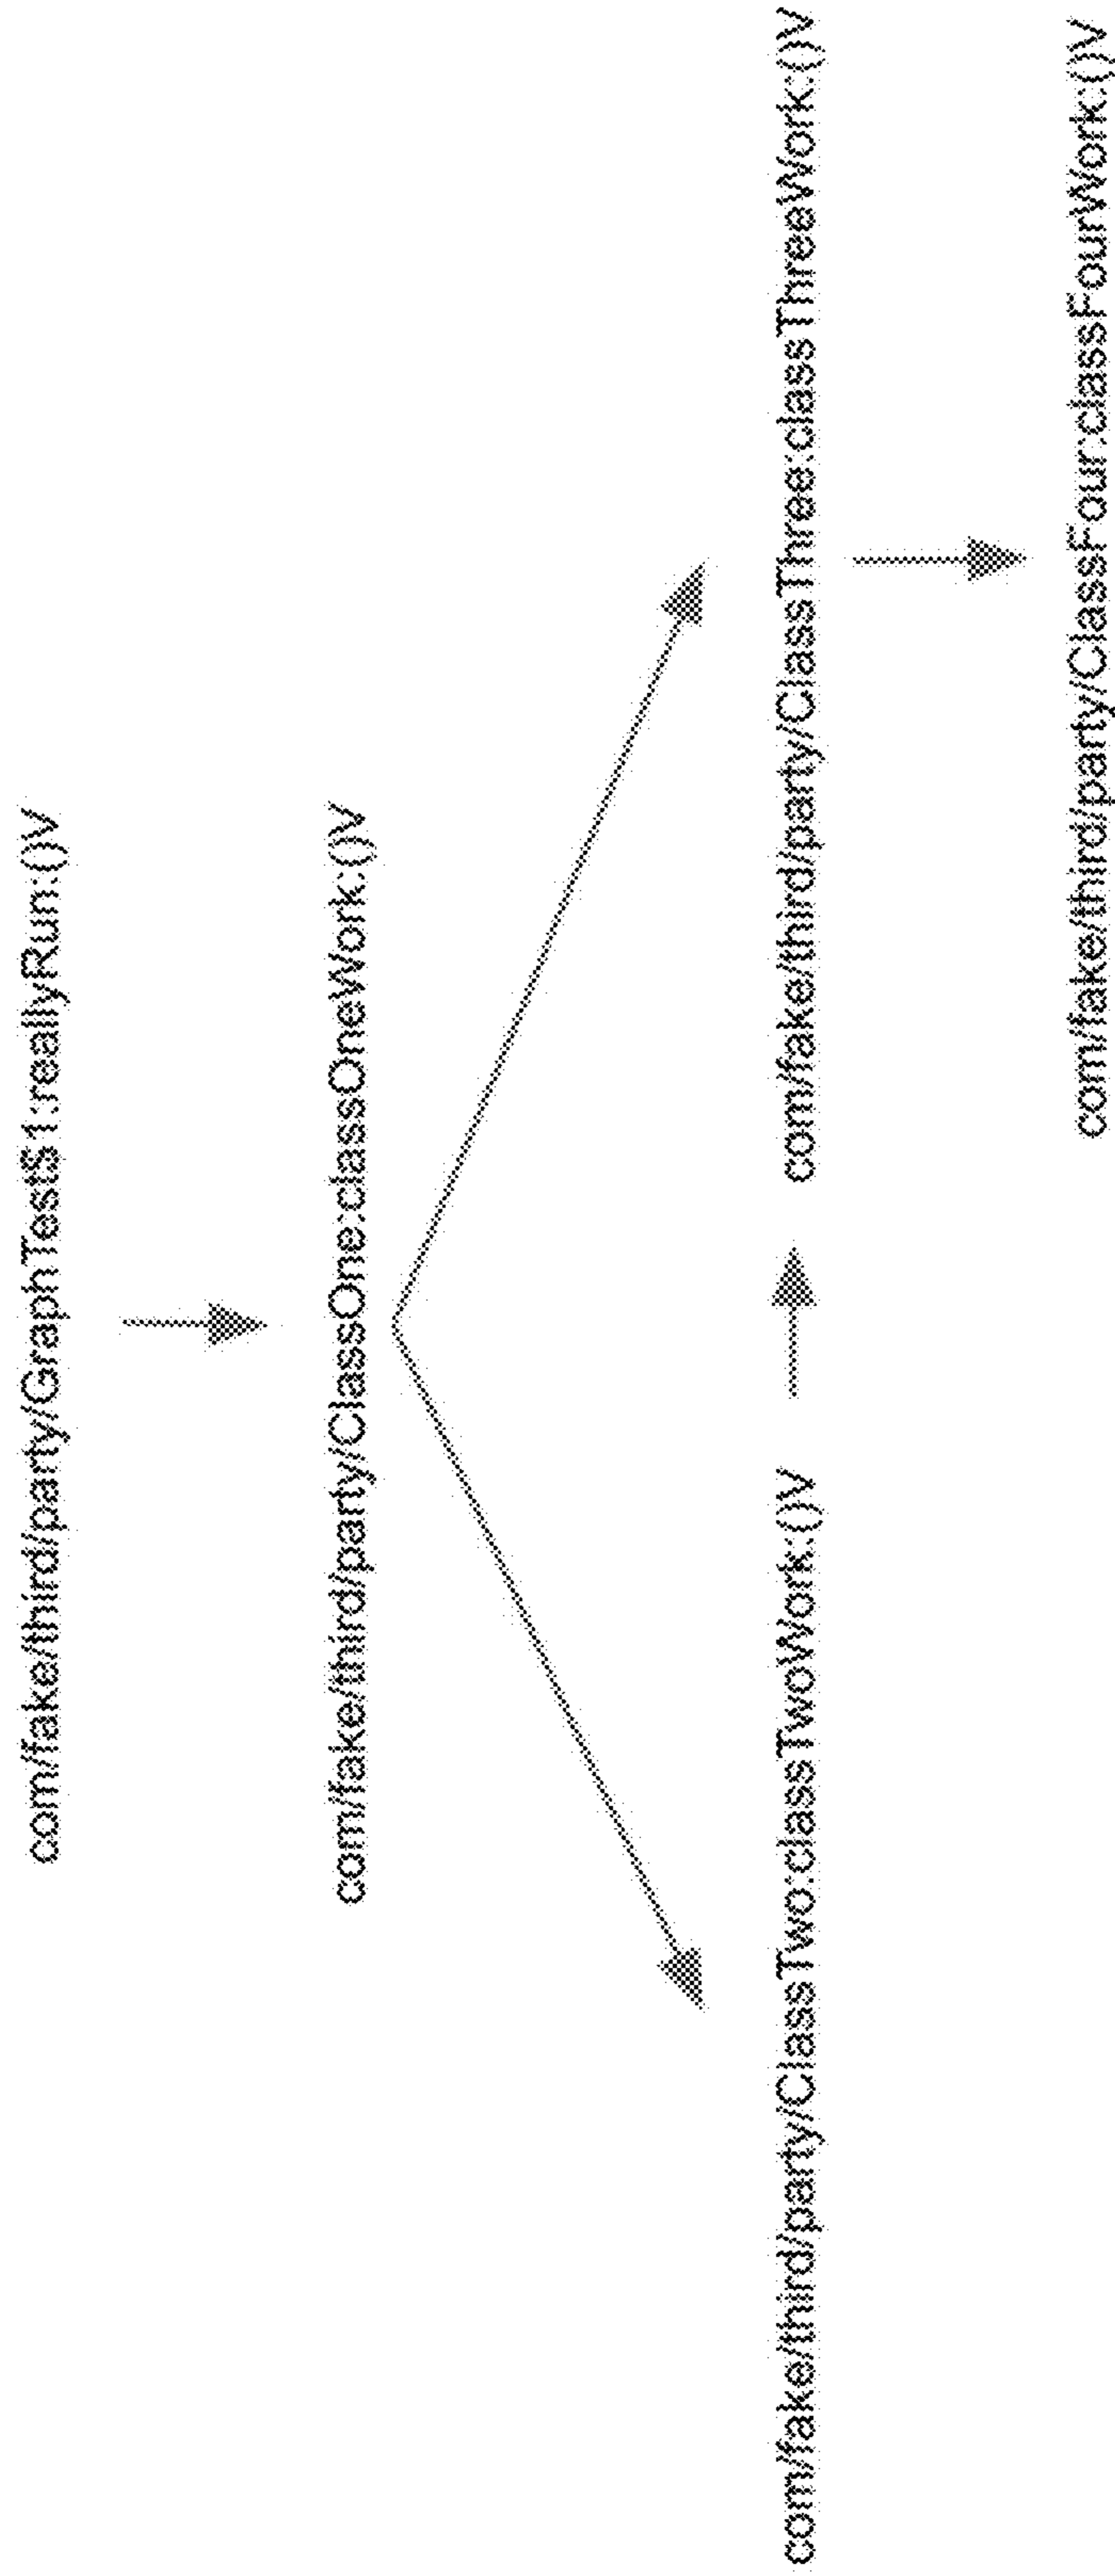 com/fake/third/party/GraphTest$1:reallyRun:()V
com/fake/third/party/ClassOne:classOneWork:()V
com/fake/third/party/ClassTwo:classTwoWork:()V
com/fake/third/party/ClassThree:classThreeWork:()V
com/fake/third/party/ClassFour:classFourWork:()V